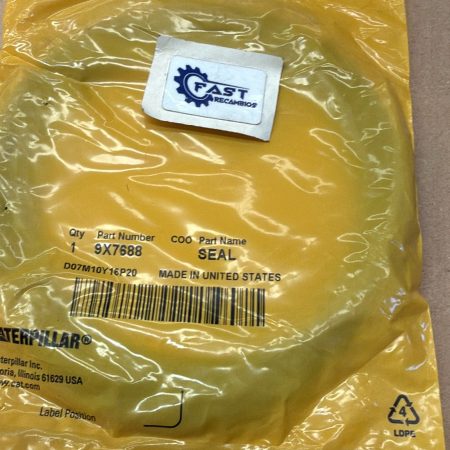 FAST
RECAMBIOS
Qty Part Number COO Part Name
1 9X7688 SEAL
D07M10Y16P20 MADE IN UNITED STATES
ATERPILLAR®
terpillar Inc.
oria, Illinois 61629 USA
w.cat.com
Label Position
4
LDPE